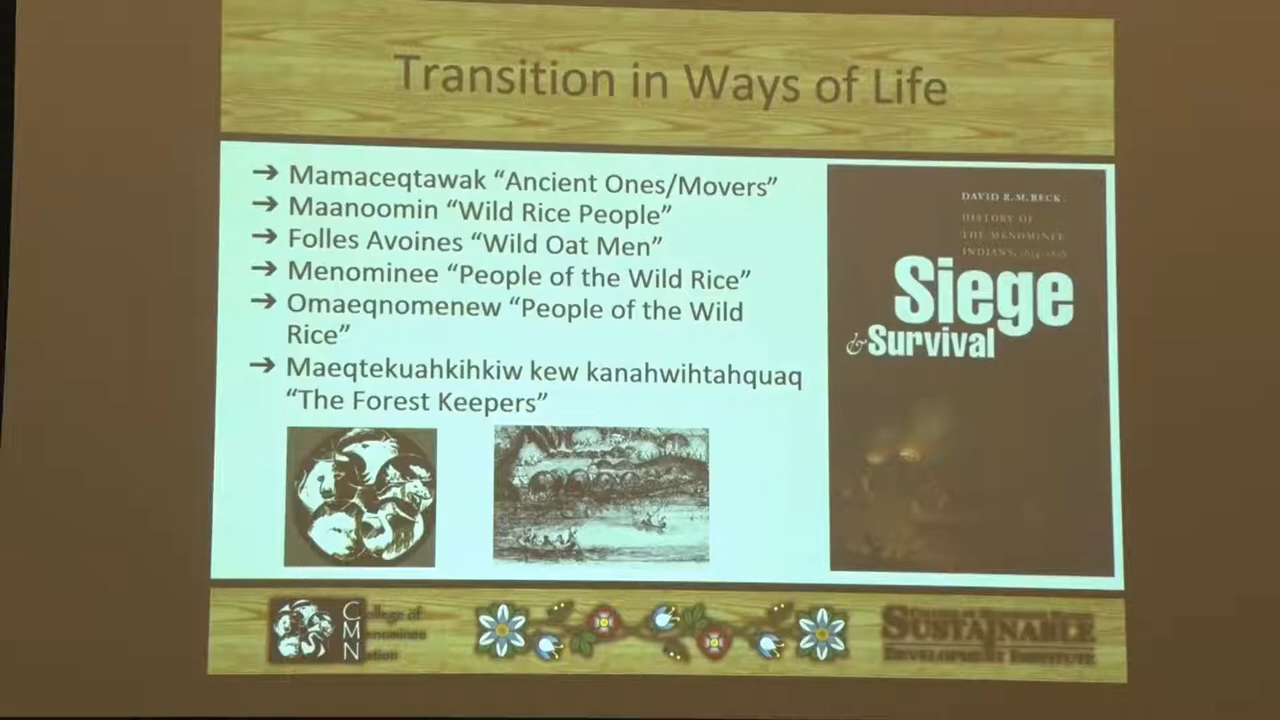 Transition in Ways of Life
➔ Mamaceqtawak “Ancient Ones/Movers”
➔ Maanoomin “Wild Rice People”
➔ Folles Avoines “Wild Oat Men”
➔ Menominee “People of the Wild Rice”
➔ Omaeqnomenew “People of the Wild
Rice”
➔ Maeqtekuahkihkiw kew kanahwihtahquaq
“The Forest Keepers”
DAVID R. M. BECK
HISTORY OF
THE MENOMINEE
INDIANS,
Siege
& Survival
College of
Menominee
Nation
SUSTAINABLE
DEVELOPMENT INSTITUTE